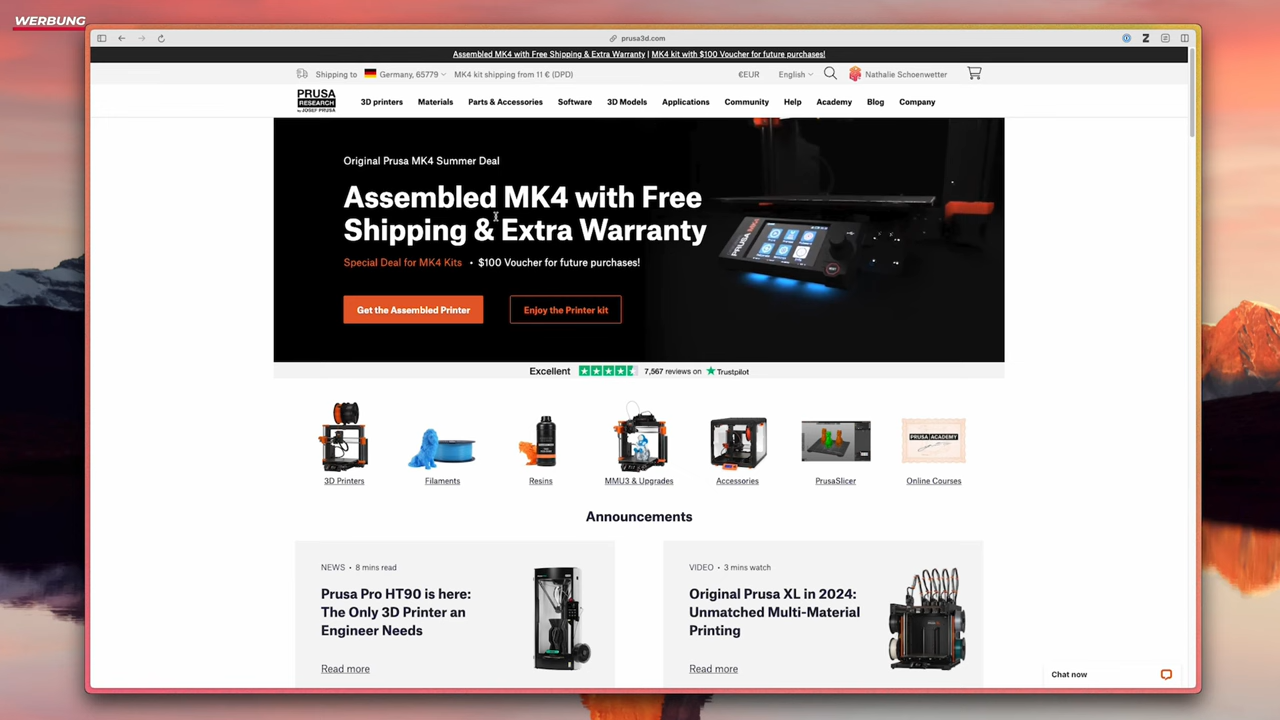 WERBUNG
prusa3d.com
Assembled MK4 with Free Shipping & Extra Warranty | MK4 kit with $100 Voucher for future purchases!
Shipping to Germany, 65779 MK4 kit shipping from 11 € (DPD) €EUR English Nathalie Schoenwetter
PRUSA
RESEARCH
by JOSEF PRUSA
3D printers Materials Parts & Accessories Software 3D Models Applications Community Help Academy Blog Company
Original Prusa MK4 Summer Deal
Assembled MK4 with Free
Shipping & Extra Warranty
Special Deal for MK4 Kits • $100 Voucher for future purchases!
Get the Assembled Printer Enjoy the Printer kit
PRUSA MK4
Excellent 7,567 reviews on Trustpilot
PRUSA ACADEMY
3D Printers Filaments Resins MMU3 & Upgrades Accessories PrusaSlicer Online Courses
Announcements
NEWS • 8 mins read
Prusa Pro HT90 is here:
The Only 3D Printer an
Engineer Needs
Read more
VIDEO • 3 mins watch
Original Prusa XL in 2024:
Unmatched Multi-Material
Printing
Read more
Chat now